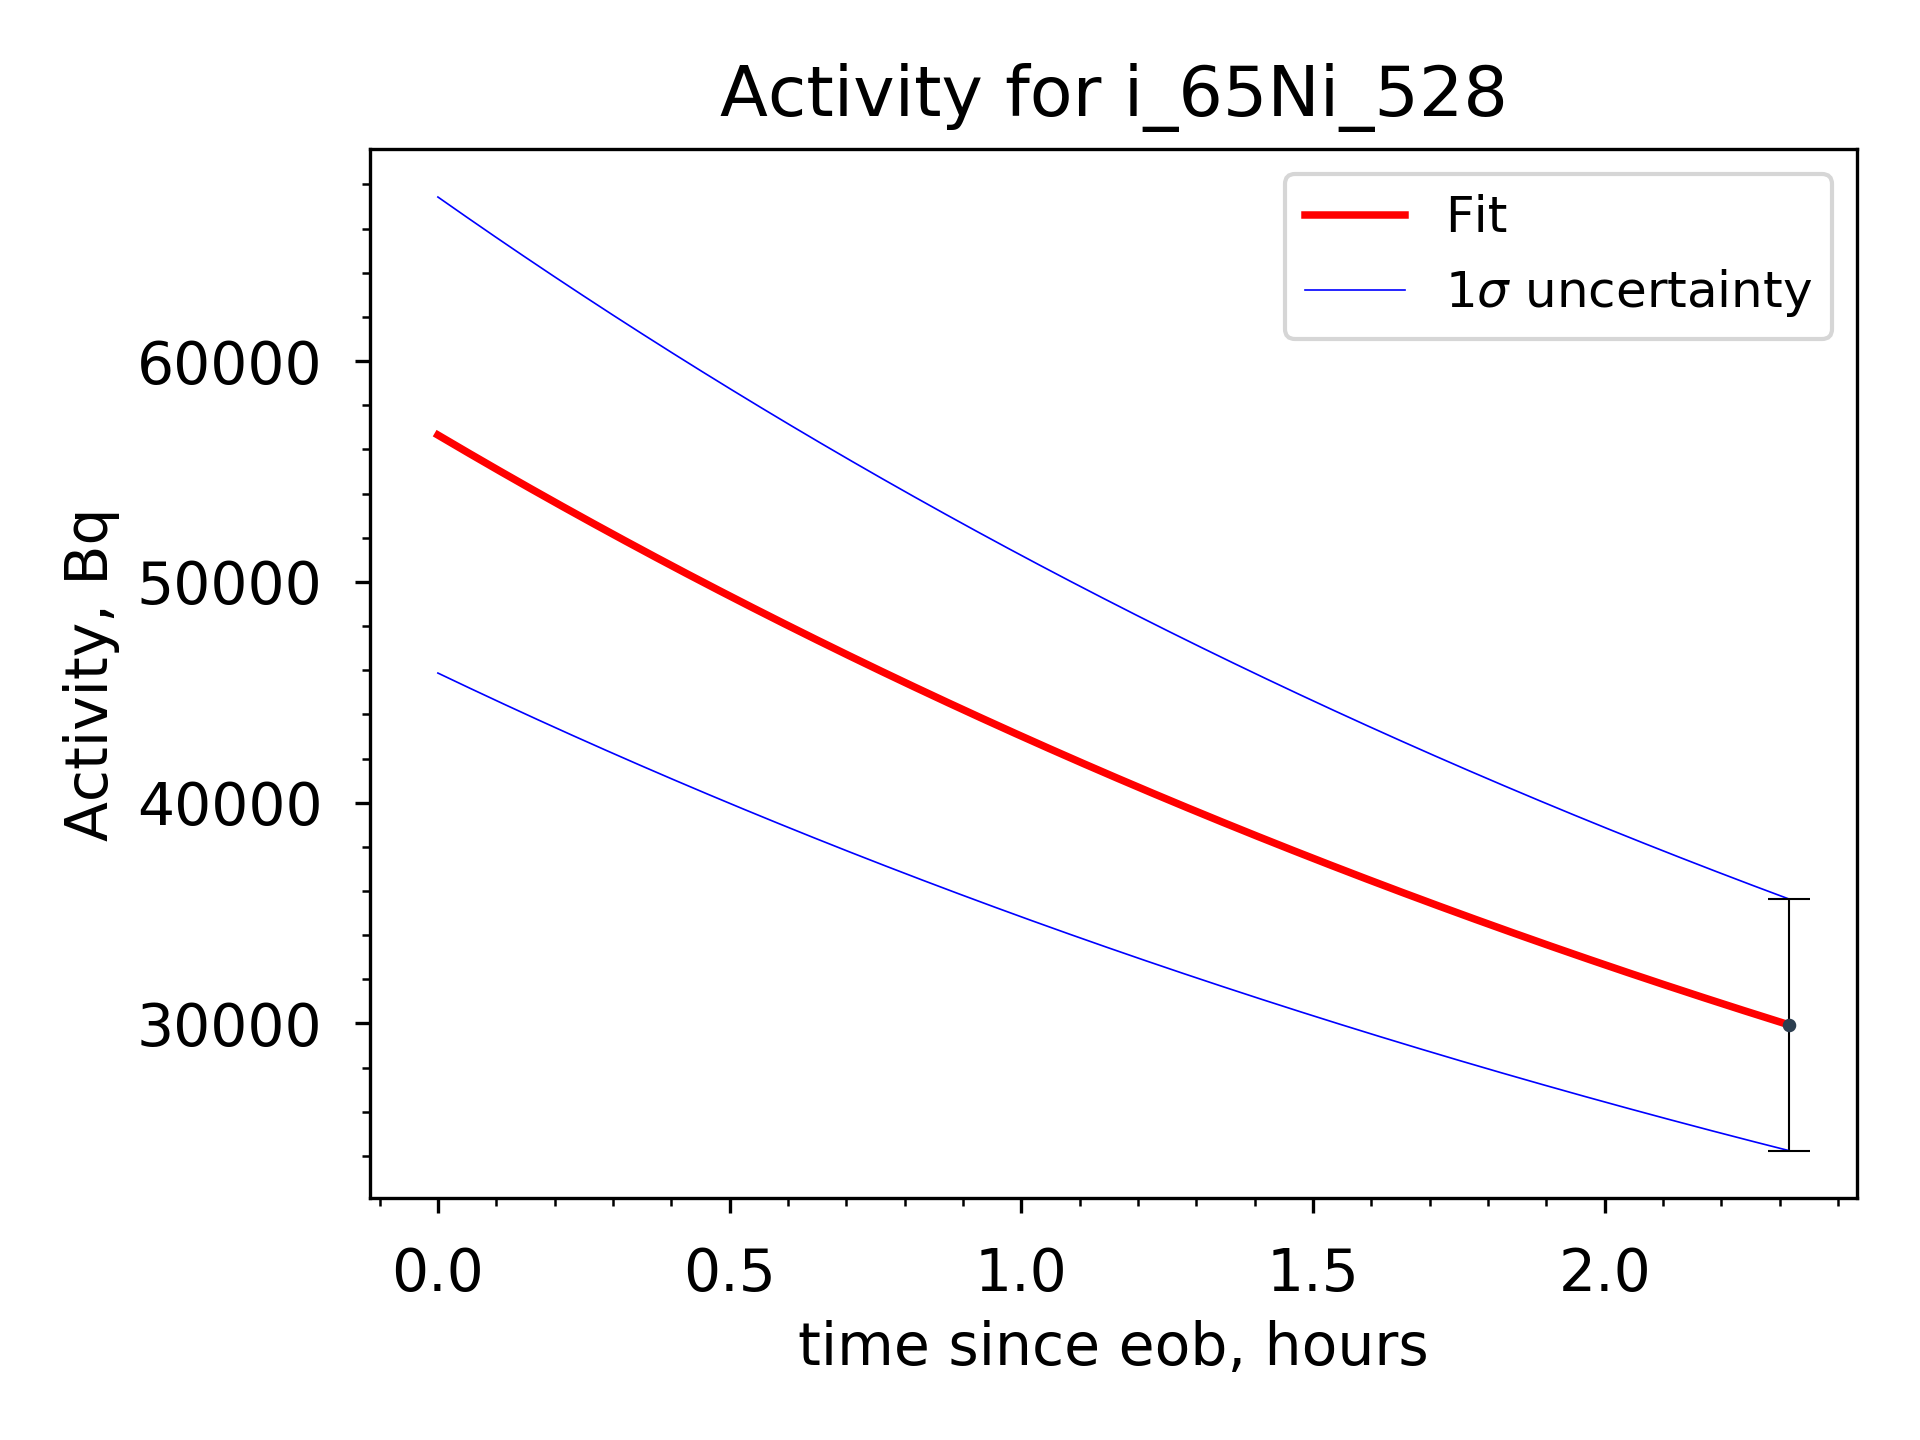 Activity for i_65Ni_528
Fit
1σ uncertainty
Activity, Bq
60000
50000
40000
30000
0.0 0.5 1.0 1.5 2.0
time since eob, hours